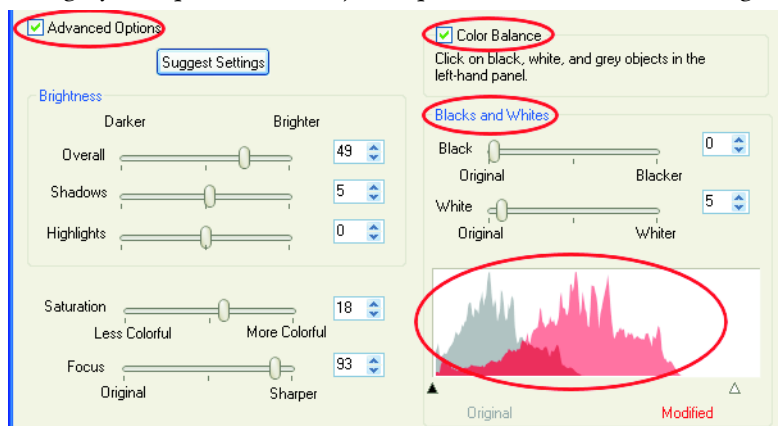 Advanced Options
Suggest Settings
Brightness
Darker Brighter
Overall 49
Shadows 5
Highlights 0
Saturation 18
Less Colorful More Colorful
Focus 93
Original Sharper
Color Balance
Click on black, white, and grey objects in the
left-hand panel.
Blacks and Whites
Black 0
Original Blacker
White 5
Original Whiter
Original Modified